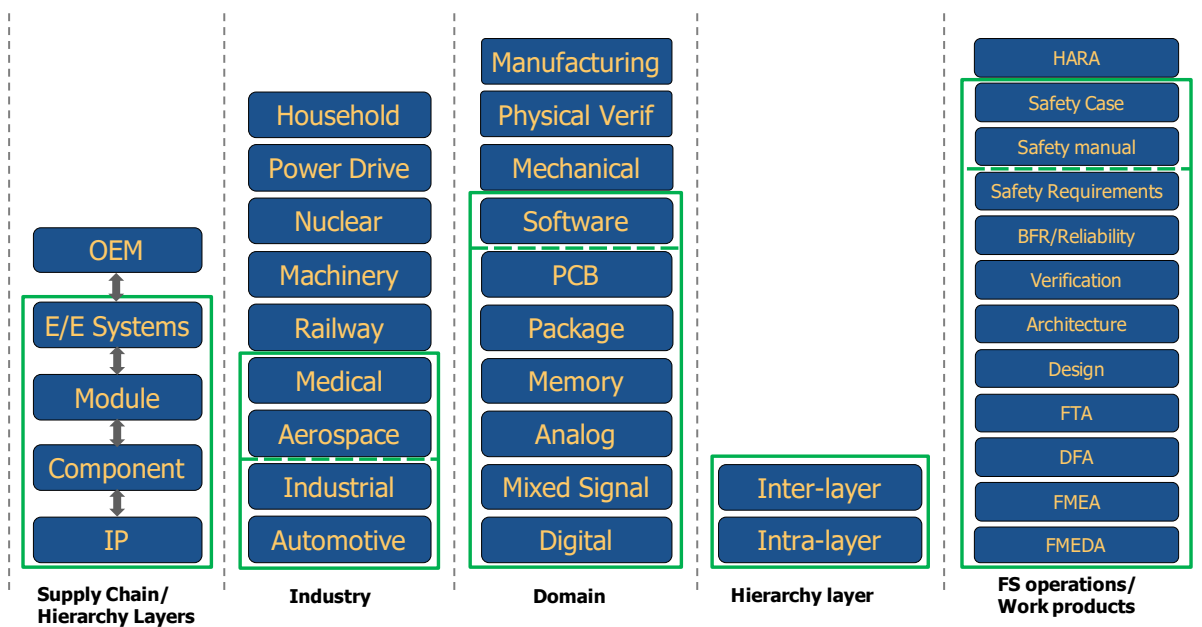 OEM
E/E Systems
Module
Component
IP
Supply Chain/
Hierarchy Layers
Household
Power Drive
Nuclear
Machinery
Railway
Medical
Aerospace
Industrial
Automotive
Industry
Manufacturing
Physical Verif
Mechanical
Software
PCB
Package
Memory
Analog
Mixed Signal
Digital
Domain
Inter-layer
Intra-layer
Hierarchy layer
HARA
Safety Case
Safety manual
Safety Requirements
BFR/Reliability
Verification
Architecture
Design
FTA
DFA
FMEA
FMEDA
FS operations/
Work products